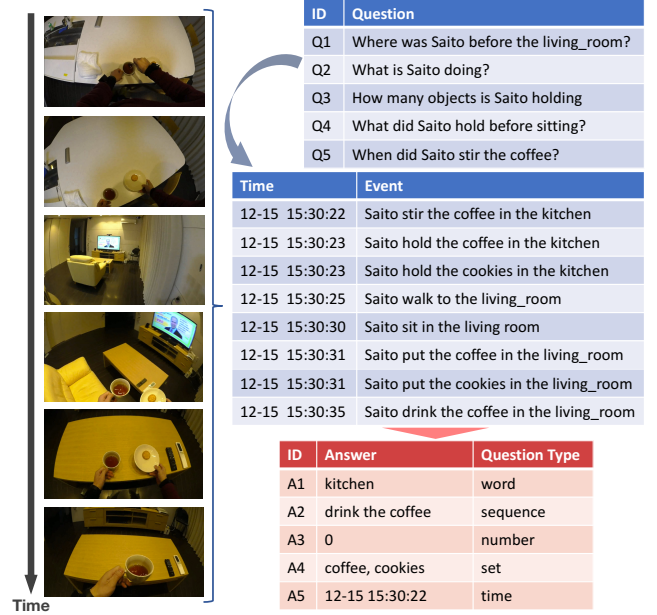 ID Question
Q1 Where was Saito before the living_room?
Q2 What is Saito doing?
Q3 How many objects is Saito holding
Q4 What did Saito hold before sitting?
Q5 When did Saito stir the coffee?
Time Event
12-15 15:30:22 Saito stir the coffee in the kitchen
12-15 15:30:23 Saito hold the coffee in the kitchen
12-15 15:30:23 Saito hold the cookies in the kitchen
12-15 15:30:25 Saito walk to the living_room
12-15 15:30:30 Saito sit in the living room
12-15 15:30:31 Saito put the coffee in the living_room
12-15 15:30:31 Saito put the cookies in the living_room
12-15 15:30:35 Saito drink the coffee in the living_room
ID Answer Question Type
A1 kitchen word
A2 drink the coffee sequence
A3 0 number
A4 coffee, cookies set
A5 12-15 15:30:22 time
Time